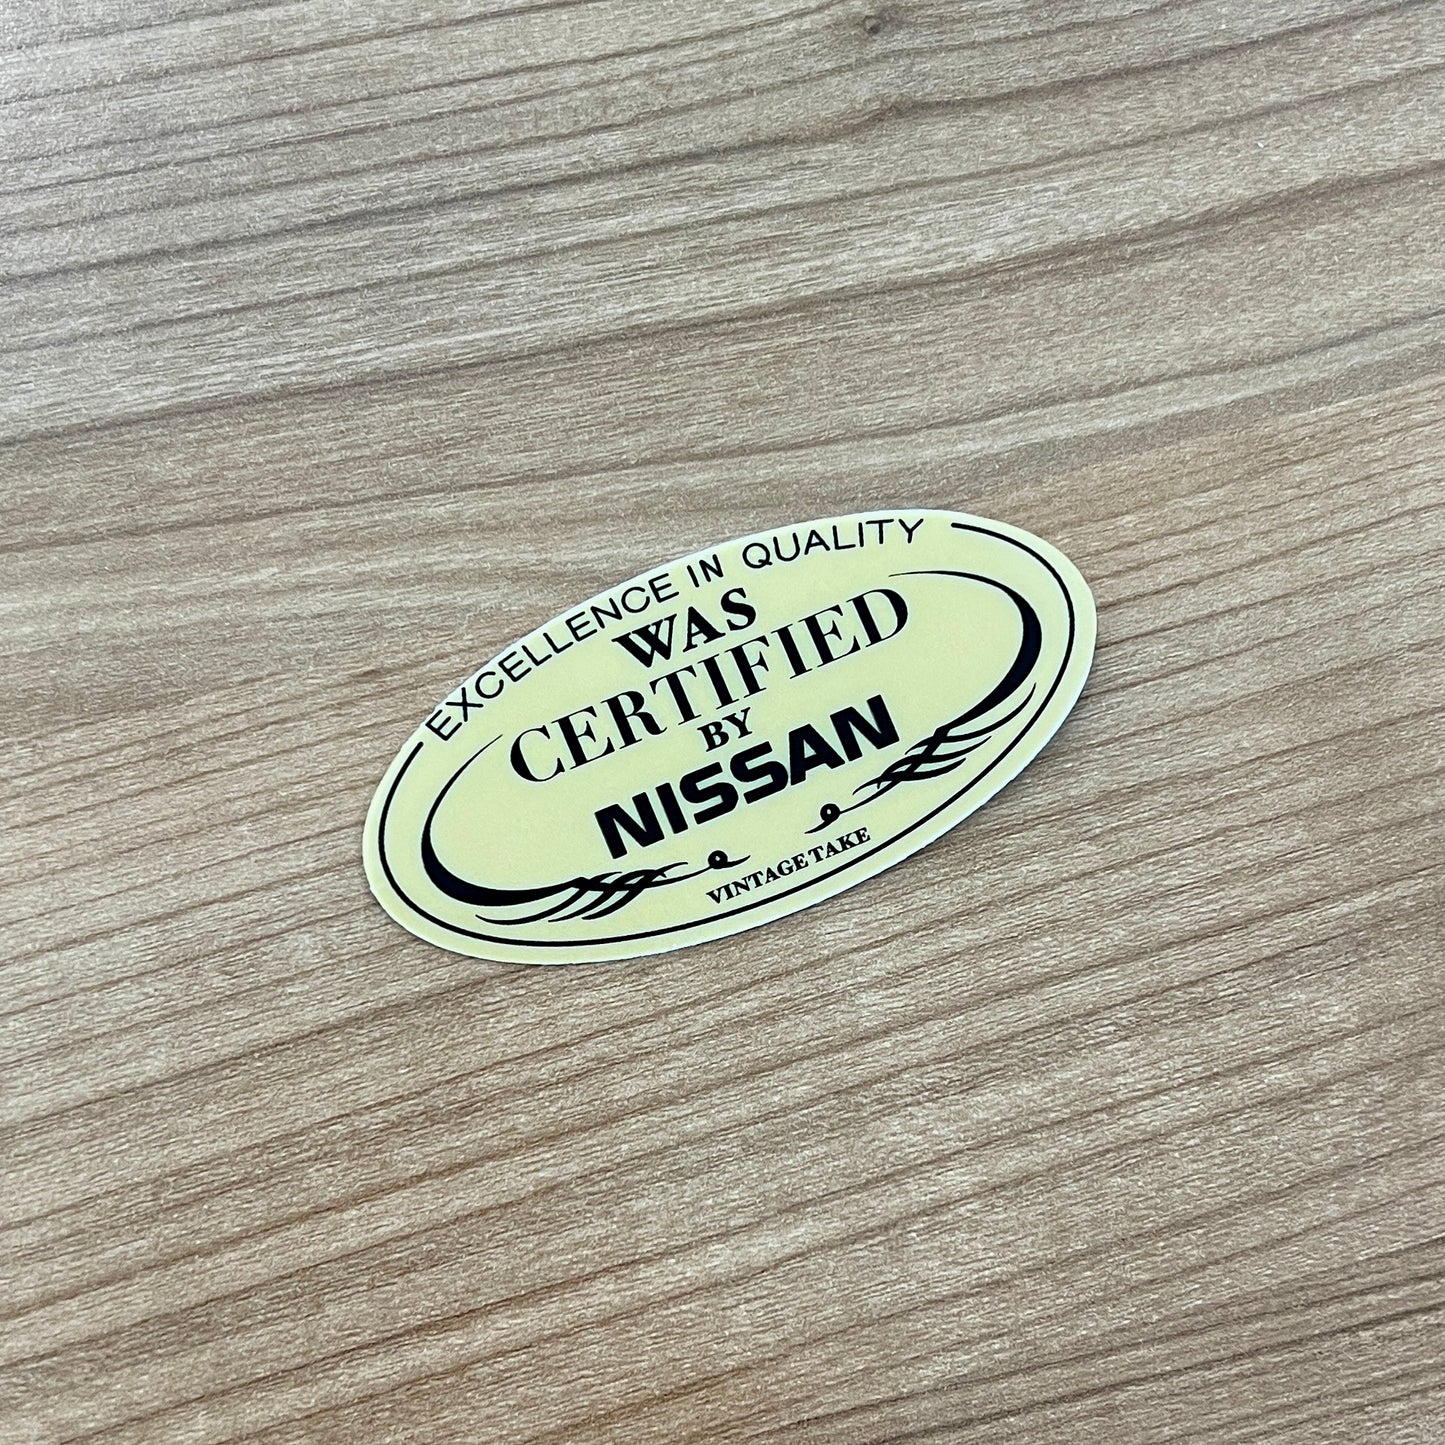 EXCELLENCE IN QUALITY
WAS
CERTIFIED
BY
NISSAN
VINTAGE TAKE